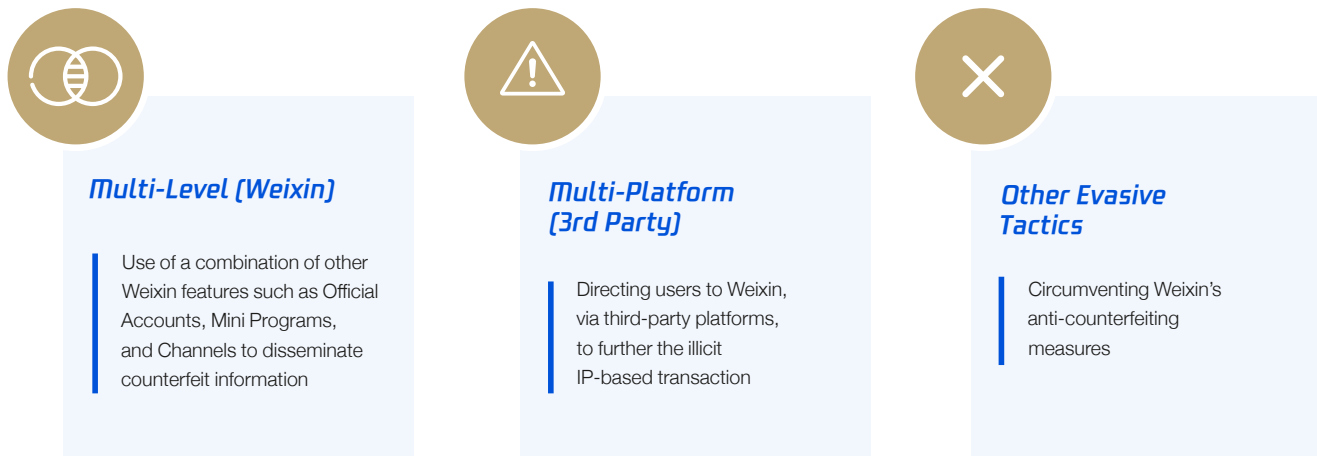 Multi-Level (Weixin)
Use of a combination of other
Weixin features such as Official
Accounts, Mini Programs,
and Channels to disseminate
counterfeit information
Multi-Platform
(3rd Party)
Directing users to Weixin,
via third-party platforms,
to further the illicit
IP-based transaction
Other Evasive
Tactics
Circumventing Weixin’s
anti-counterfeiting
measures